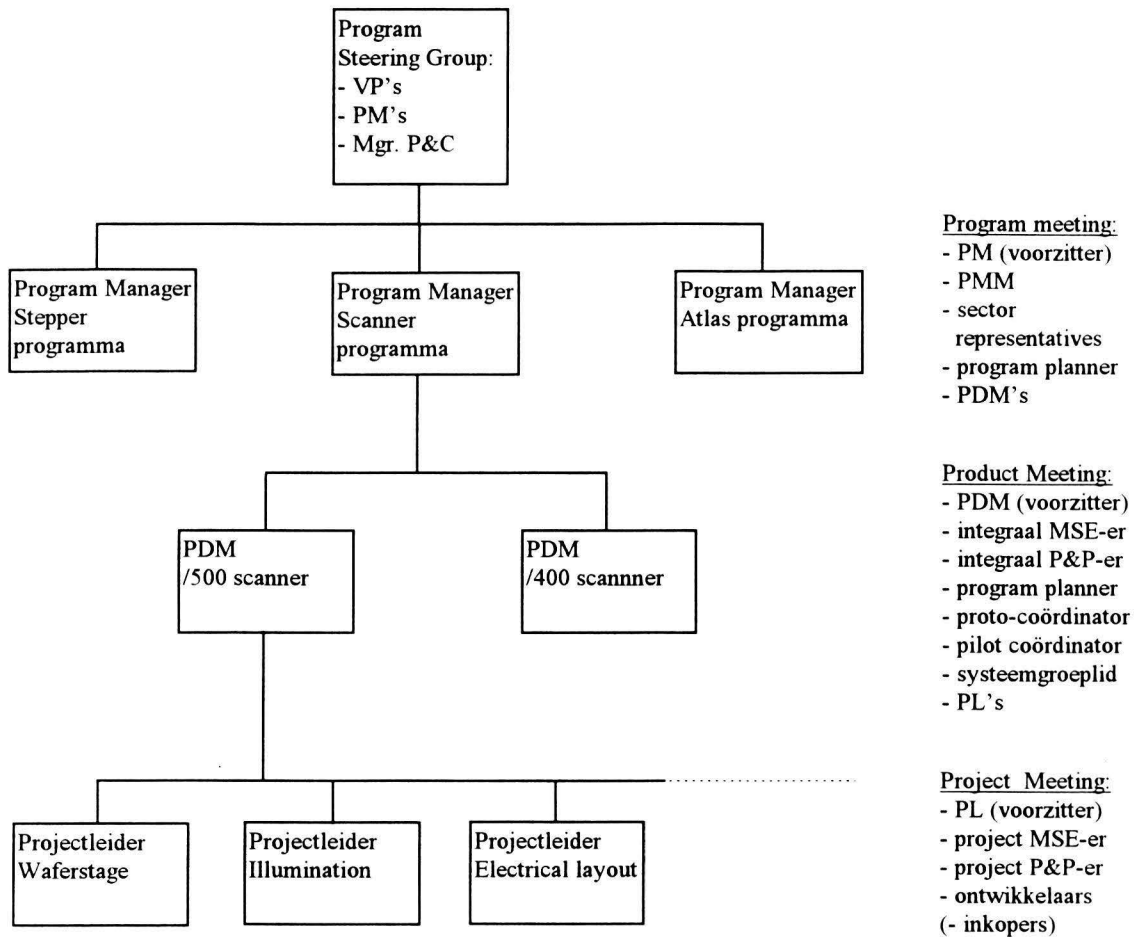 Program
Steering Group:
- VP's
- PM's
- Mgr. P&C
Program Manager
Stepper
programma
Program Manager
Scanner
programma
Program Manager
Atlas programma
Program meeting:
- PM (voorzitter)
- PMM
- sector
representatives
- program planner
- PDM's
PDM
/500 scanner
PDM
/400 scannner
Product Meeting:
- PDM (voorzitter)
- integraal MSE-er
- integraal P&P-er
- program planner
- proto-coördinator
- pilot coördinator
- systeemgroeplid
- PL's
Projectleider
Waferstage
Projectleider
Illumination
Projectleider
Electrical layout
Project Meeting:
- PL (voorzitter)
- project MSE-er
- project P&P-er
- ontwikkelaars
(- inkopers)